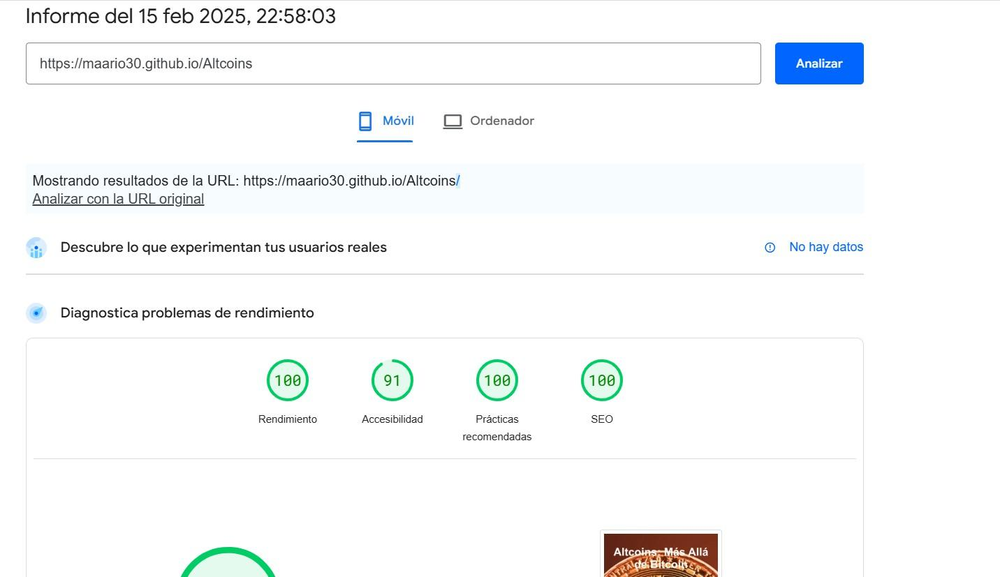 Informe del 15 feb 2025, 22:58:03
https://maario30.github.io/Altcoins
Analizar
Móvil
Ordenador
Mostrando resultados de la URL: https://maario30.github.io/Altcoins/
Analizar con la URL original
Descubre lo que experimentan tus usuarios reales
No hay datos
Diagnostica problemas de rendimiento
100
91
100
100
Rendimiento
Accesibilidad
Prácticas
recomendadas
SEO
Altcoins: Más Allá
de Bitcoin